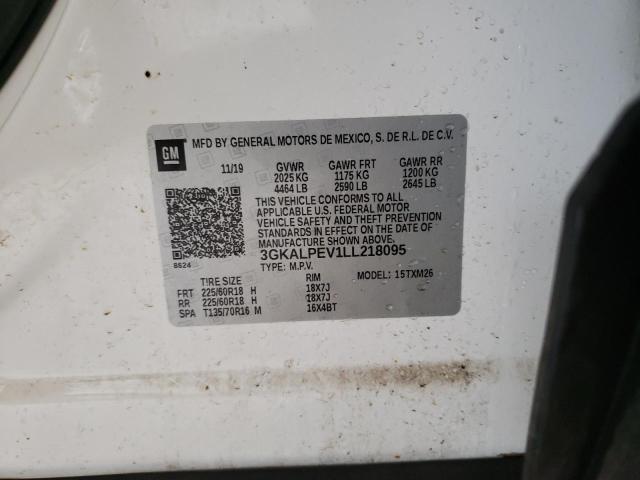 GM
MFD BY GENERAL MOTORS DE MEXICO, S. DE R.L. DE C.V.
11/19 GVWR GAWR FRT GAWR RR
2025 KG 1175 KG 1200 KG
4464 LB 2590 LB 2645 LB
THIS VEHICLE CONFORMS TO ALL
APPLICABLE U.S. FEDERAL MOTOR
VEHICLE SAFETY AND THEFT PREVENTION
STANDARDS IN EFFECT ON THE DATE OF
MANUFACTURE SHOWN ABOVE.
8524 3GKALPEV1LL218095
TYPE: M.P.V. MODEL: 15TXM26
TIRE SIZE RIM
FRT 225/60R18 H 18X7J
RR 225/60R18 H 18X7J
SPA T135/70R16 M 16X4BT